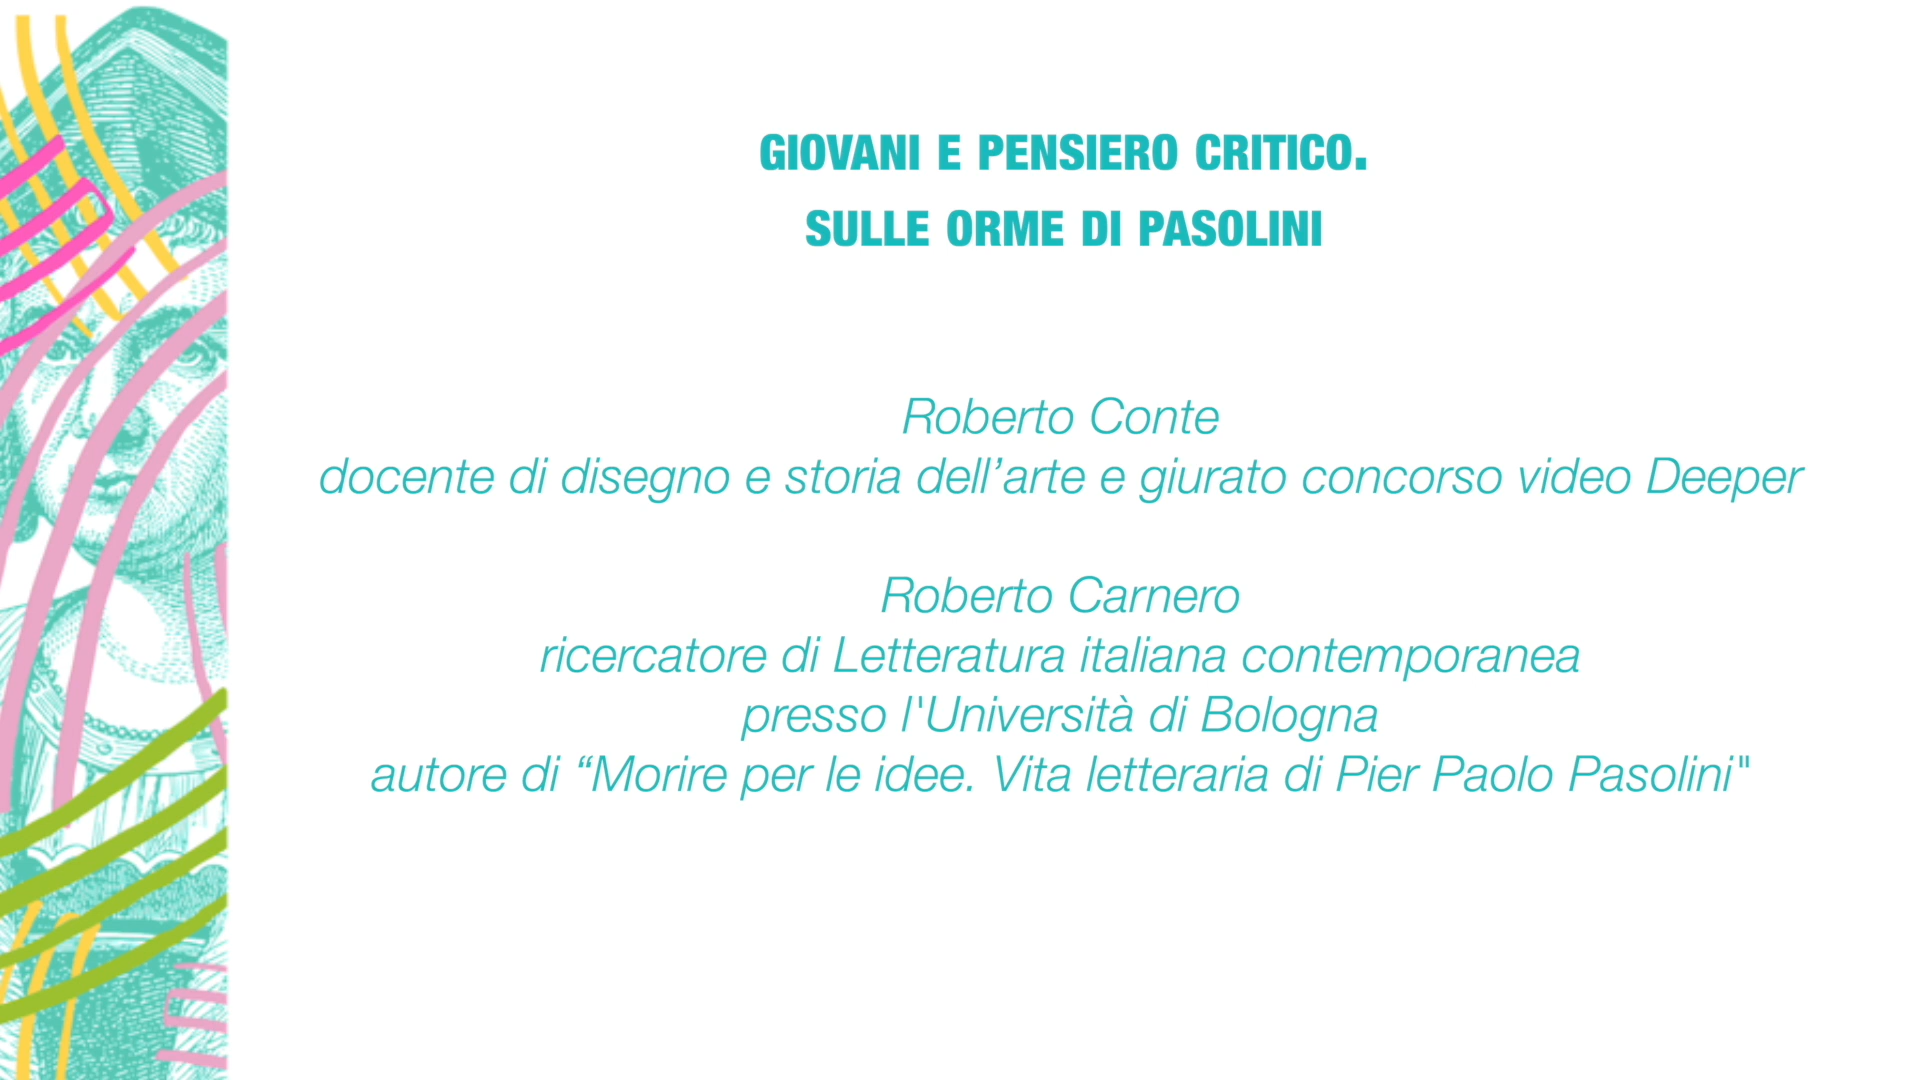 GIOVANI E PENSIERO CRITICO.
SULLE ORME DI PASOLINI
Roberto Conte
docente di disegno e storia dell’arte e giurato concorso video Deeper
Roberto Carnero
ricercatore di Letteratura italiana contemporanea
presso l'Università di Bologna
autore di “Morire per le idee. Vita letteraria di Pier Paolo Pasolini"